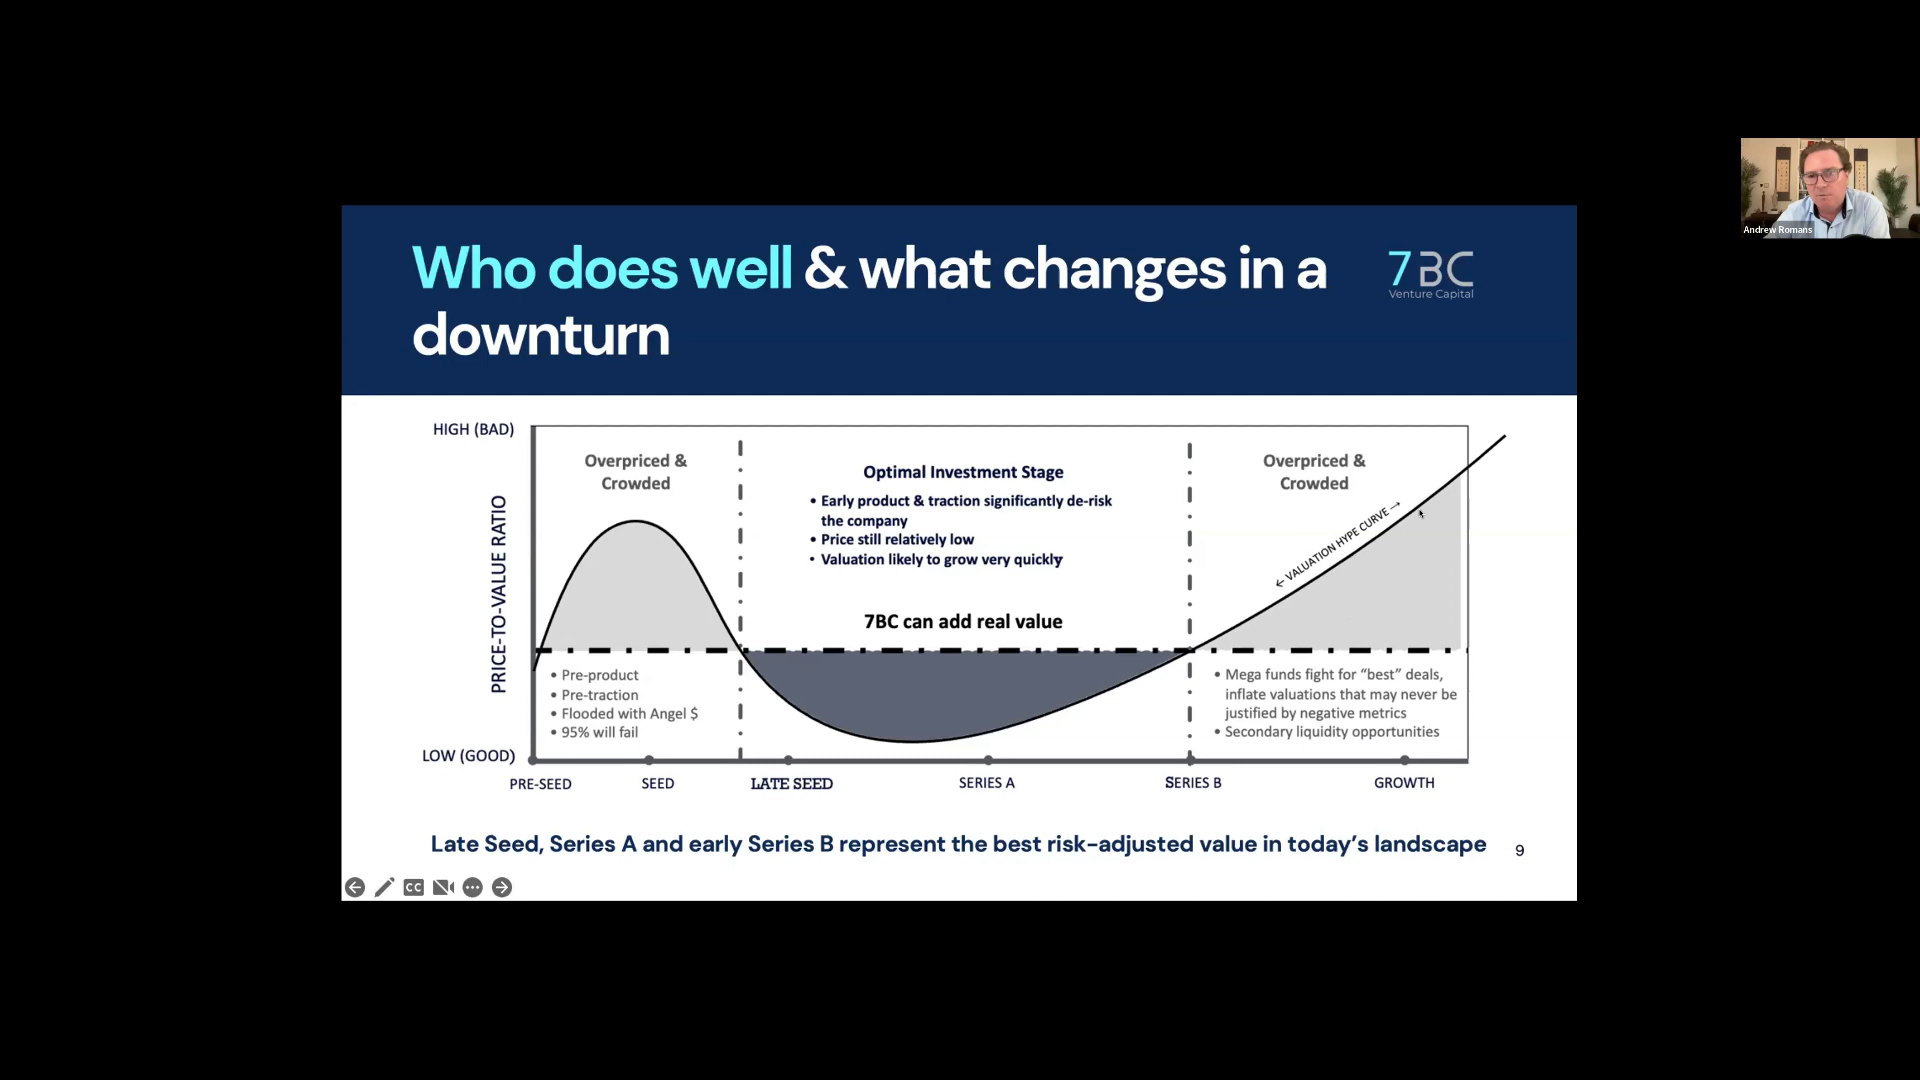 Who does well & what changes in a
downturn
7BC
Venture Capital
Andrew Romans
HIGH (BAD)
PRICE-TO-VALUE RATIO
LOW (GOOD)
Overpriced &
Crowded
• Pre-product
• Pre-traction
• Flooded with Angel $
• 95% will fail
Optimal Investment Stage
• Early product & traction significantly de-risk
the company
• Price still relatively low
• Valuation likely to grow very quickly
7BC can add real value
Overpriced &
Crowded
← VALUATION HYPE CURVE →
• Mega funds fight for “best” deals,
inflate valuations that may never be
justified by negative metrics
• Secondary liquidity opportunities
PRE-SEED
SEED
LATE SEED
SERIES A
SERIES B
GROWTH
Late Seed, Series A and early Series B represent the best risk-adjusted value in today’s landscape
9
CC